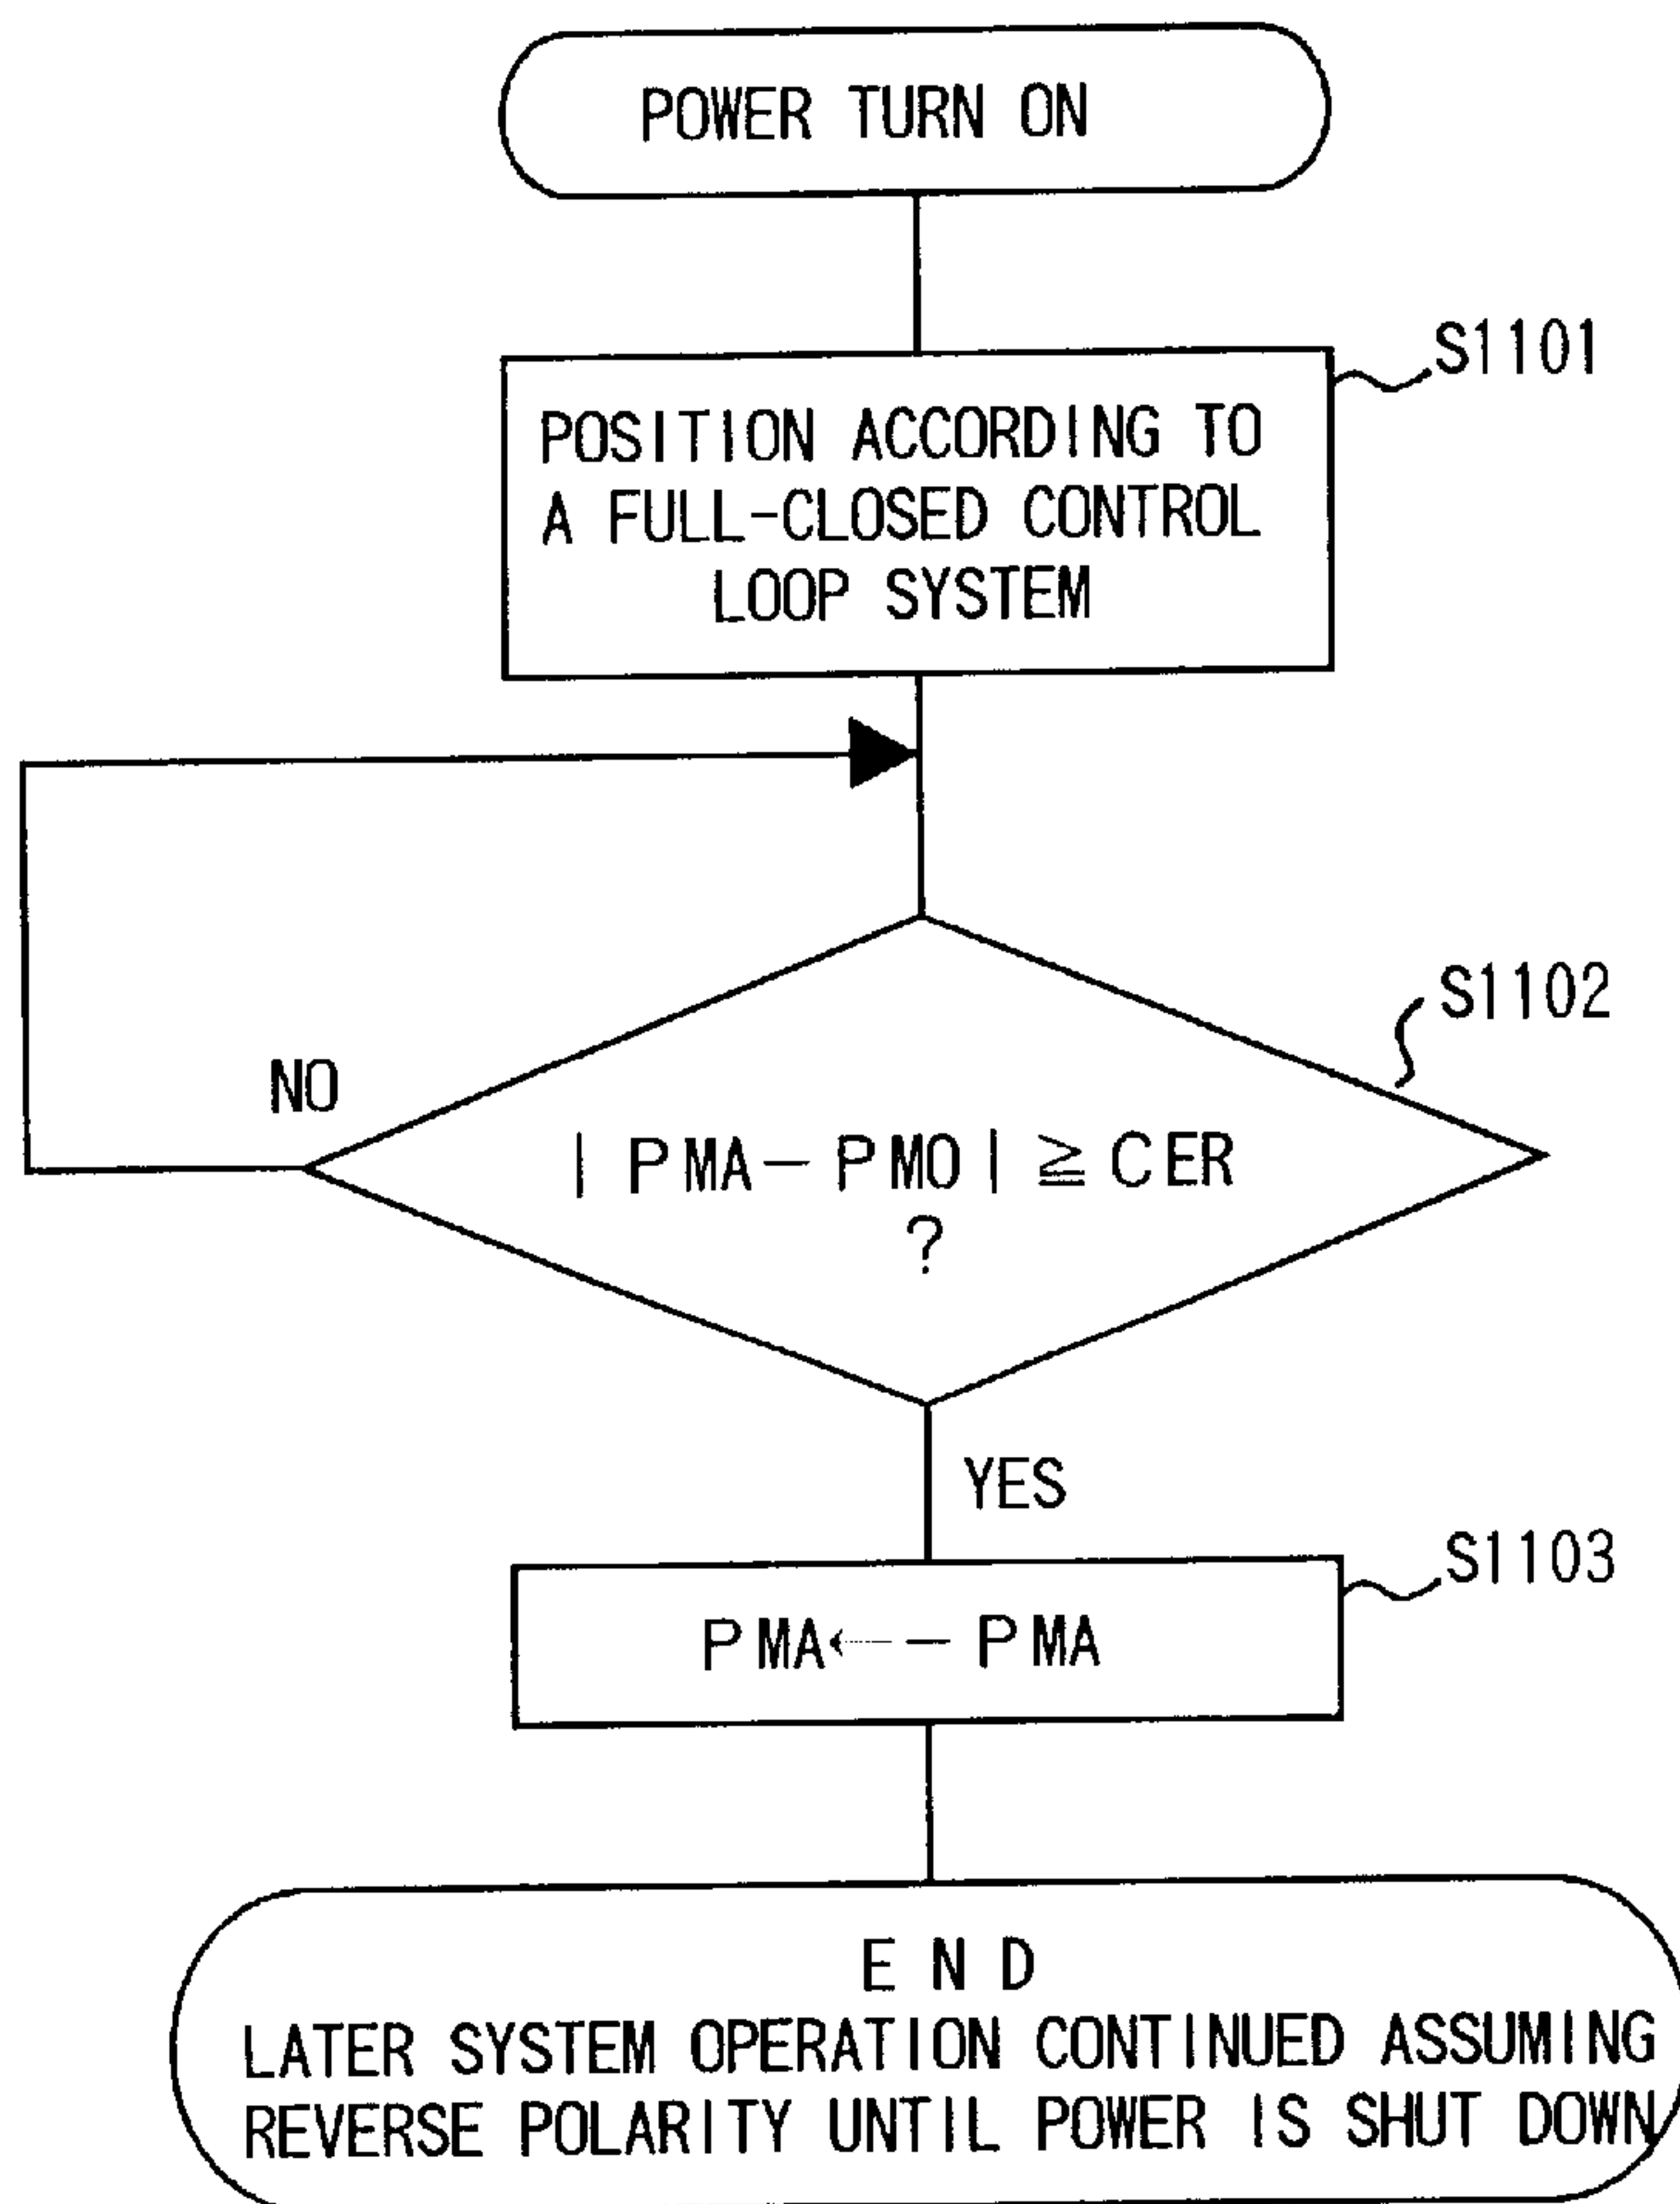 POWER TURN ON
S1101
POSITION ACCORDING TO
A FULL-CLOSED CONTROL
LOOP SYSTEM
S1102
NO
| PMA－PMO| ≧ CER
?
YES
S1103
PMA←－PMA
END
LATER SYSTEM OPERATION CONTINUED ASSUMING
REVERSE POLARITY UNTIL POWER IS SHUT DOWN